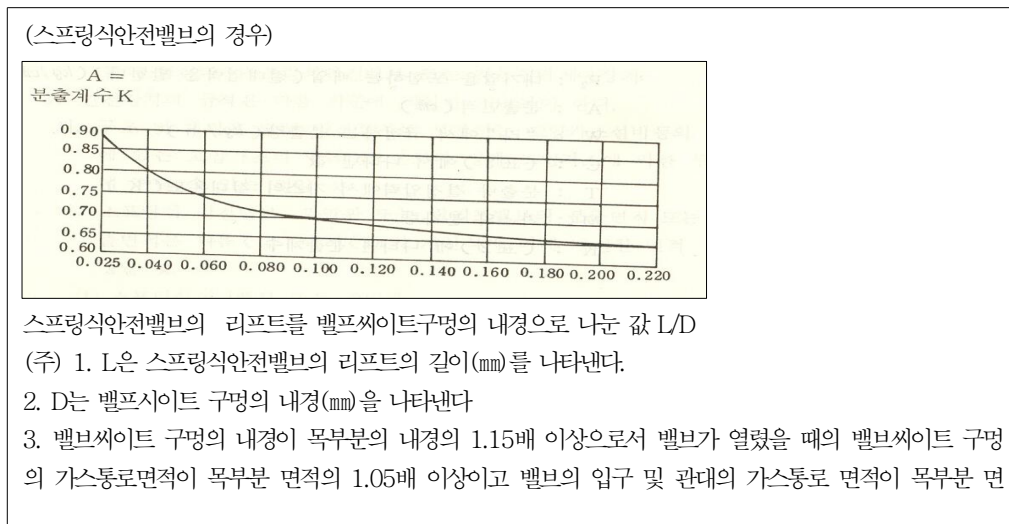 (스프링식안전밸브의 경우)
A =
분출계수 K
0.90
0.85
0.80
0.75
0.70
0.65
0.60
0.025 0.040 0.060 0.080 0.100 0.120 0.140 0.160 0.180 0.200 0.220
스프링식안전밸브의 리프트를 밸프씨이트구멍의 내경으로 나눈 값 L/D
(주) 1. L은 스프링식안전밸브의 리프트의 길이(㎜)를 나타낸다.
2. D는 밸프시이트 구멍의 내경(㎜)을 나타낸다
3. 밸브씨이트 구멍의 내경이 목부분의 내경의 1.15배 이상으로서 밸브가 열렸을 때의 밸브씨이트 구멍
의 가스통로면적이 목부분 면적의 1.05배 이상이고 밸브의 입구 및 관대의 가스통로 면적이 목부분 면